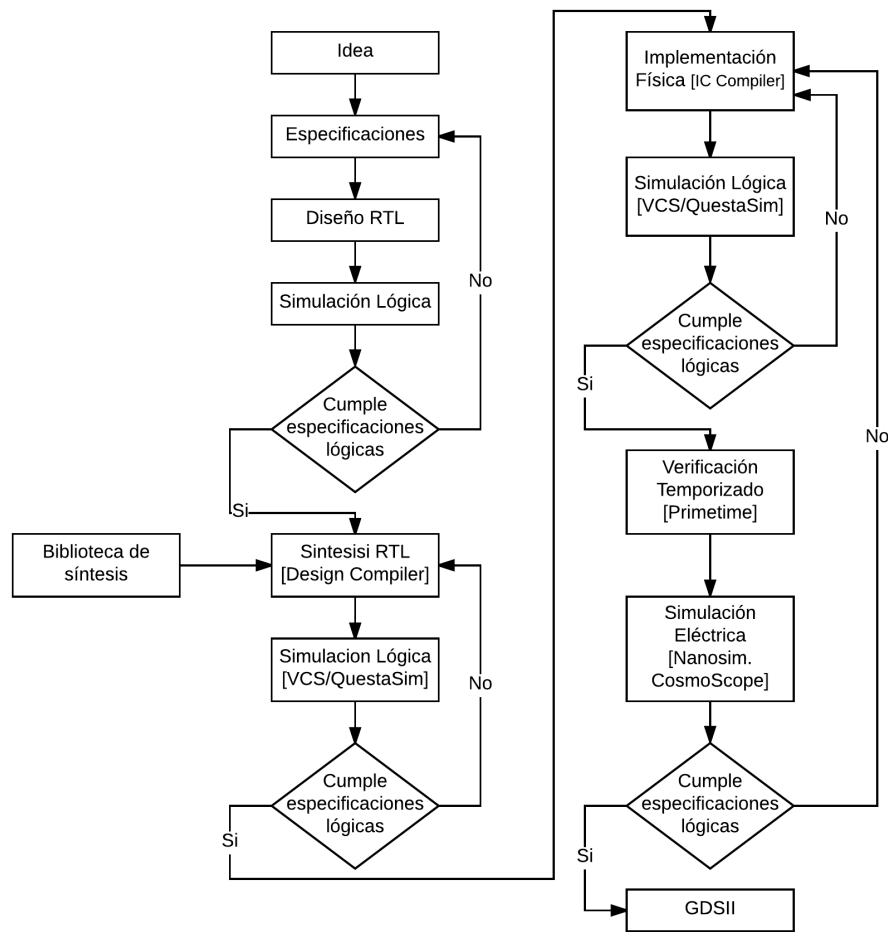 Idea
Especificaciones
Diseño RTL
Simulación Lógica
No
Cumple
especificaciones
lógicas
Si
Biblioteca de
síntesis
Sintesisi RTL
[Design Compiler]
Simulacion Lógica
[VCS/QuestaSim]
No
Cumple
especificaciones
lógicas
Si
Implementación
Física [IC Compiler]
Simulación Lógica
[VCS/QuestaSim]
No
Cumple
especificaciones
lógicas
Si
No
Verificación
Temporizado
[Primetime]
Simulación
Eléctrica
[Nanosim.
CosmoScope]
Cumple
especificaciones
lógicas
Si
GDSII